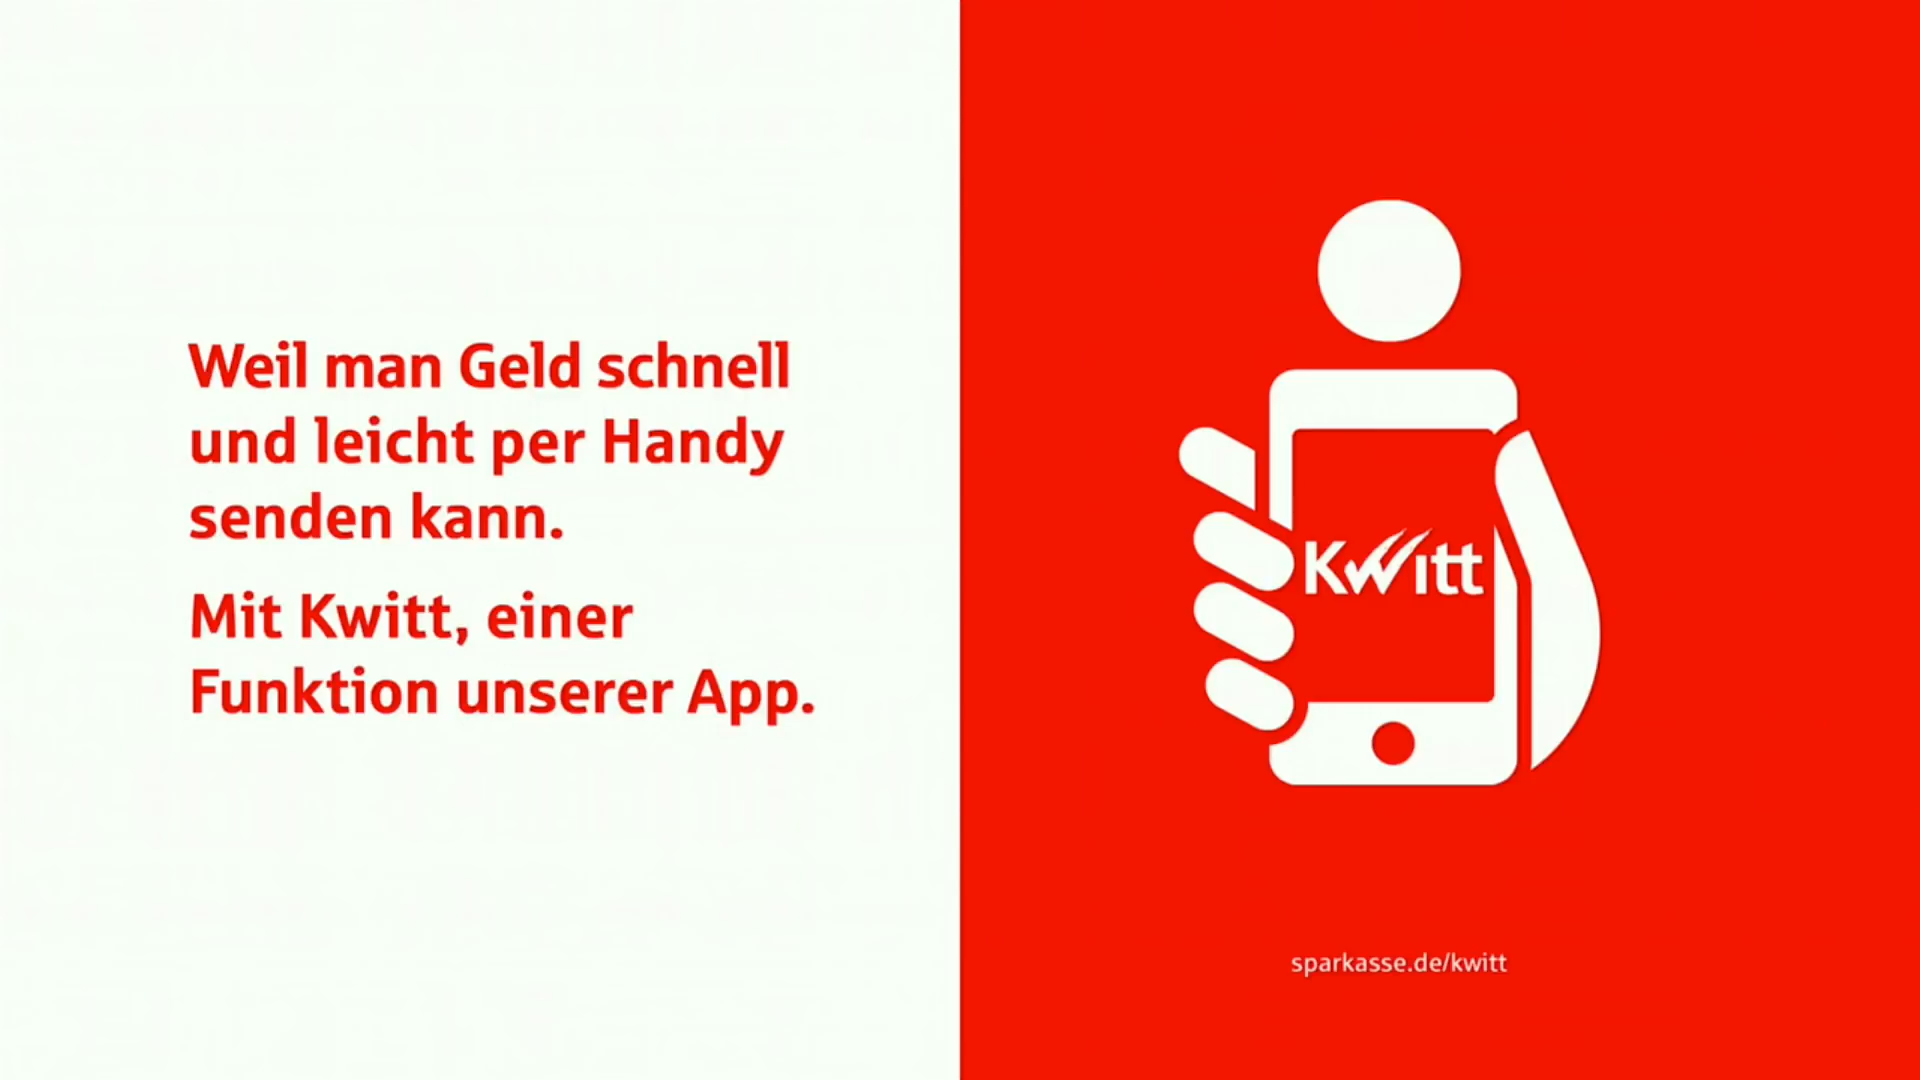 Weil man Geld schnell
und leicht per Handy
senden kann.
Mit Kwitt, einer
Funktion unserer App.
Kwitt
sparkasse.de/kwitt